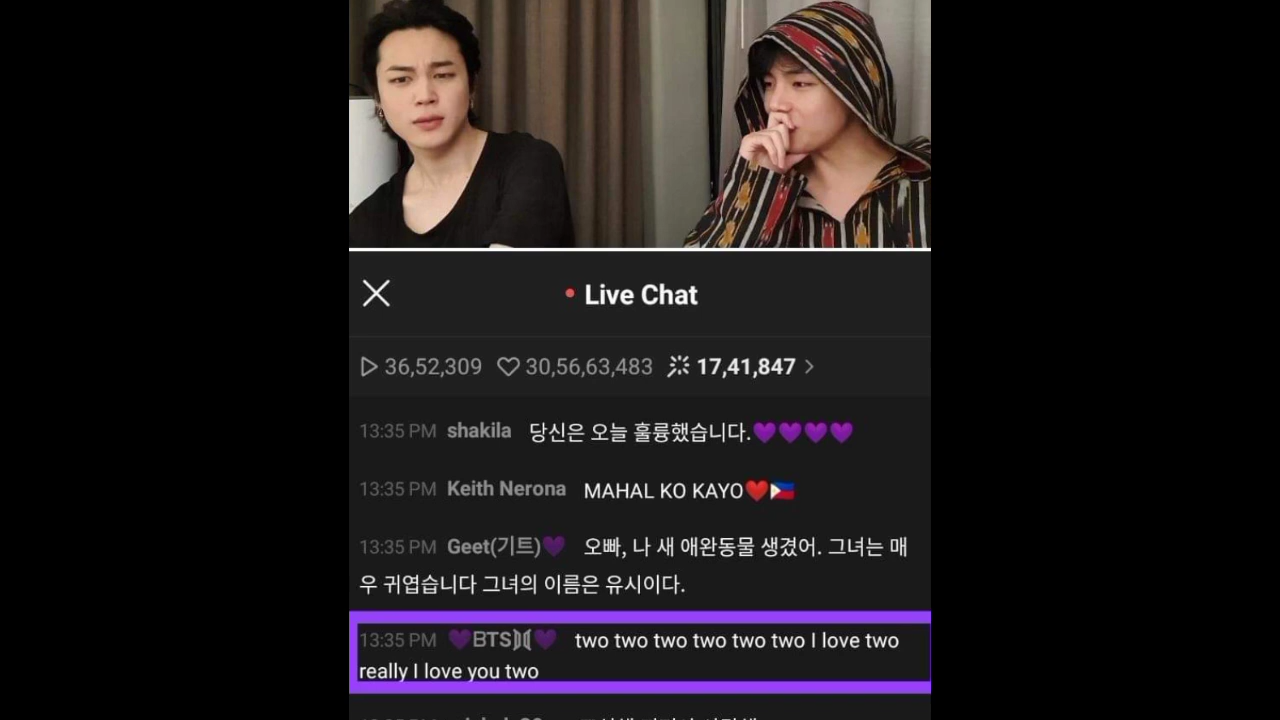 Live Chat
36,52,309 30,56,63,483 17,41,847
13:35 PM shakila 당신은 오늘 훌륭했습니다.💜💜💜💜
13:35 PM Keith Nerona MAHAL KO KAYO❤️🇵🇭
13:35 PM Geet(기트)💜 오빠, 나 새 애완동물 생겼어. 그녀는 매
우 귀엽습니다 그녀의 이름은 유시이다.
13:35 PM 💜BTS💜 two two two two two two I love two
really I love you two